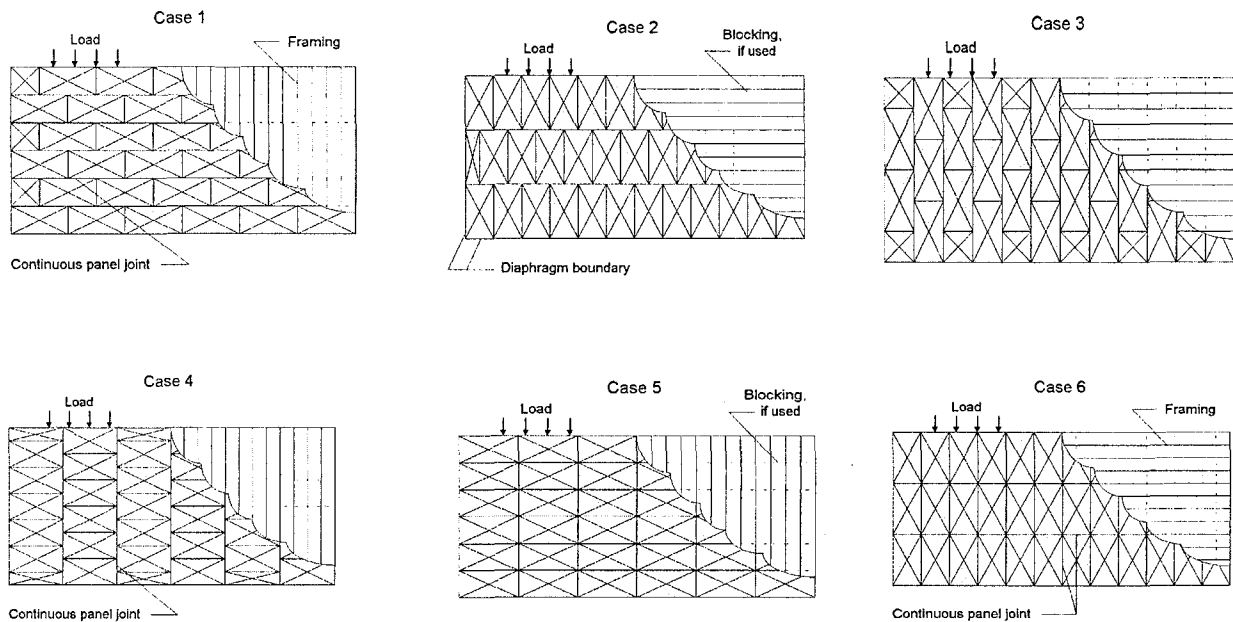 Case 1
Load
Framing
Continuous panel joint
Case 2
Load
Blocking,
if used
Diaphragm boundary
Case 3
Load
Case 4
Load
Continuous panel joint
Case 5
Load
Blocking,
if used
Case 6
Load
Framing
Continuous panel joint